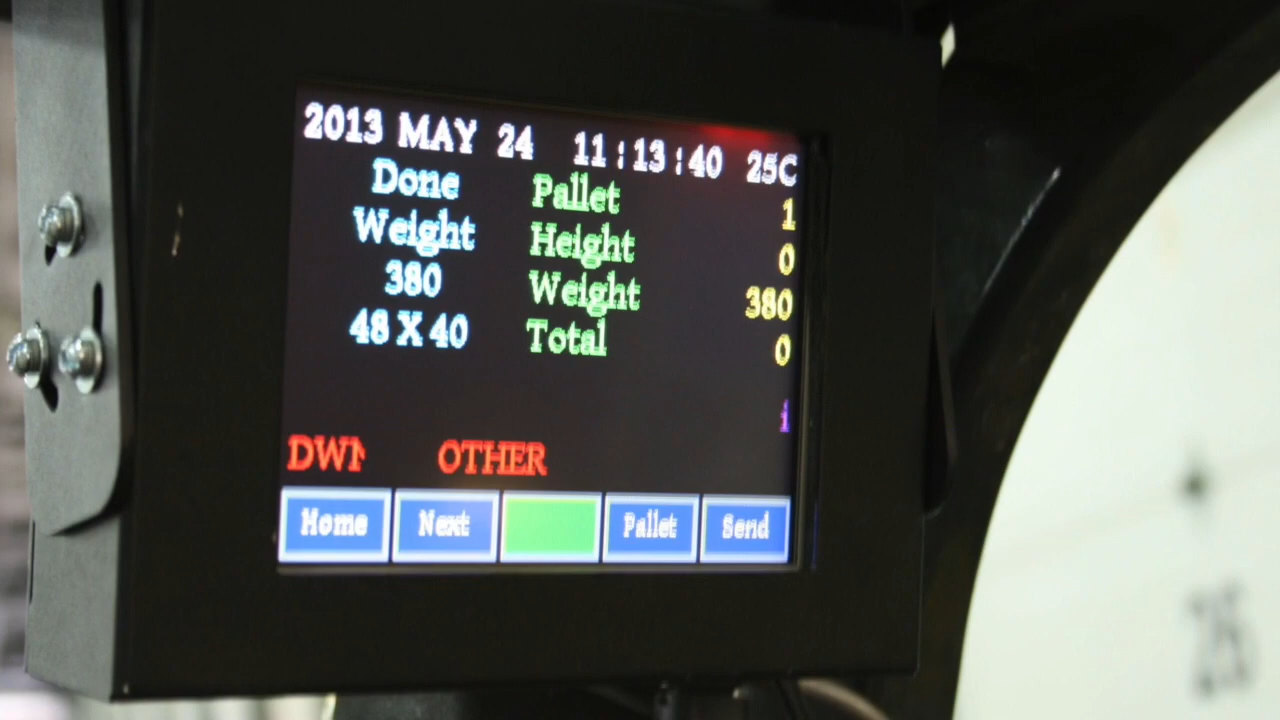 2013 MAY 24 11:13:40 25C
Done Pallet 1
Weight Height 0
380 Weight 380
48 X 40 Total 0
i
OTHER
Home Next Pallet Send